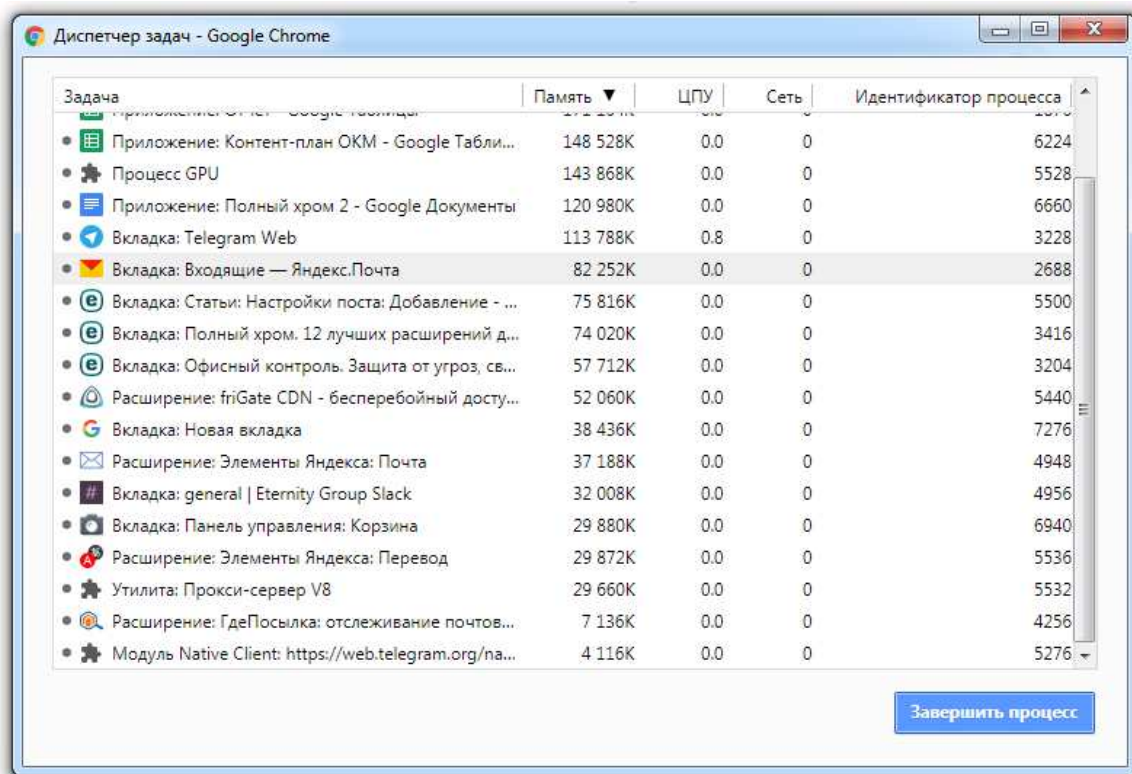 Диспетчер задач - Google Chrome
Задача Память ▼ ЦПУ Сеть Идентификатор процесса
Приложение: Контент-план ОКМ - Google Табли... 148 528K 0.0 0 6224
Процесс GPU 143 868K 0.0 0 5528
Приложение: Полный хром 2 - Google Документы 120 980K 0.0 0 6660
Вкладка: Telegram Web 113 788K 0.8 0 3228
Вкладка: Входящие — Яндекс.Почта 82 252K 0.0 0 2688
Вкладка: Статьи: Настройки поста: Добавление - ... 75 816K 0.0 0 5500
Вкладка: Полный хром. 12 лучших расширений д... 74 020K 0.0 0 3416
Вкладка: Офисный контроль. Защита от угроз, св... 57 712K 0.0 0 3204
Расширение: friGate CDN - бесперебойный досту... 52 060K 0.0 0 5440
Вкладка: Новая вкладка 38 436K 0.0 0 7276
Расширение: Элементы Яндекса: Почта 37 188K 0.0 0 4948
Вкладка: general | Eternity Group Slack 32 008K 0.0 0 4956
Вкладка: Панель управления: Корзина 29 880K 0.0 0 6940
Расширение: Элементы Яндекса: Перевод 29 872K 0.0 0 5536
Утилита: Прокси-сервер V8 29 660K 0.0 0 5532
Расширение: ГдеПосылка: отслеживание почтов... 7 136K 0.0 0 4256
Модуль Native Client: https://web.telegram.org/na... 4 116K 0.0 0 5276
Завершить процесс